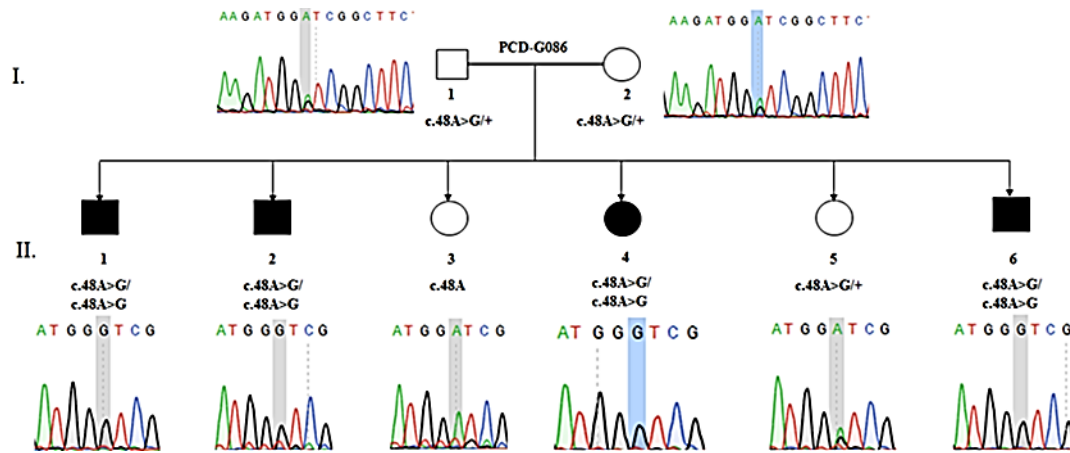 AAGATGGATCGGCTTC'
AAGATGGATCGGCTTC'
PCD-G086
I.
1
2
c.48A>G/+
c.48A>G/+
II.
1
2
3
4
5
6
c.48A>G/
c.48A>G
c.48A>G/
c.48A>G
c.48A
c.48A>G/
c.48A>G
c.48A>G/+
c.48A>G/
c.48A>G
ATGGGTCG
ATGGGTCG
ATGGATCG
ATGGGTCG
ATGGATCG
ATGGGTCG